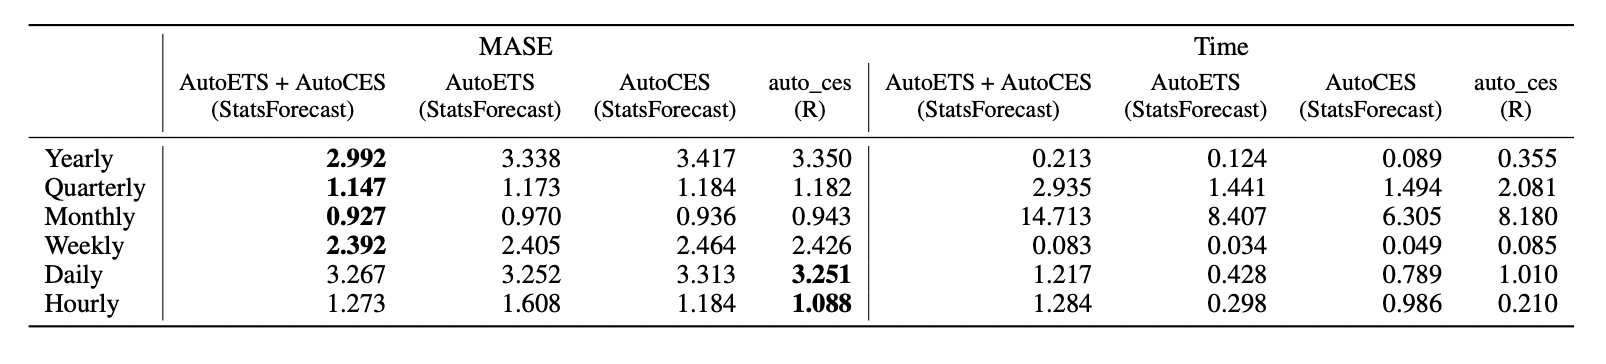 MASE Time
AutoETS + AutoCES AutoETS AutoCES auto_ces AutoETS + AutoCES AutoETS AutoCES auto_ces
(StatsForecast) (StatsForecast) (StatsForecast) (R) (StatsForecast) (StatsForecast) (StatsForecast) (R)
Yearly 2.992 3.338 3.417 3.350 0.213 0.124 0.089 0.355
Quarterly 1.147 1.173 1.184 1.182 2.935 1.441 1.494 2.081
Monthly 0.927 0.970 0.936 0.943 14.713 8.407 6.305 8.180
Weekly 2.392 2.405 2.464 2.426 0.083 0.034 0.049 0.085
Daily 3.267 3.252 3.313 3.251 1.217 0.428 0.789 1.010
Hourly 1.273 1.608 1.184 1.088 1.284 0.298 0.986 0.210